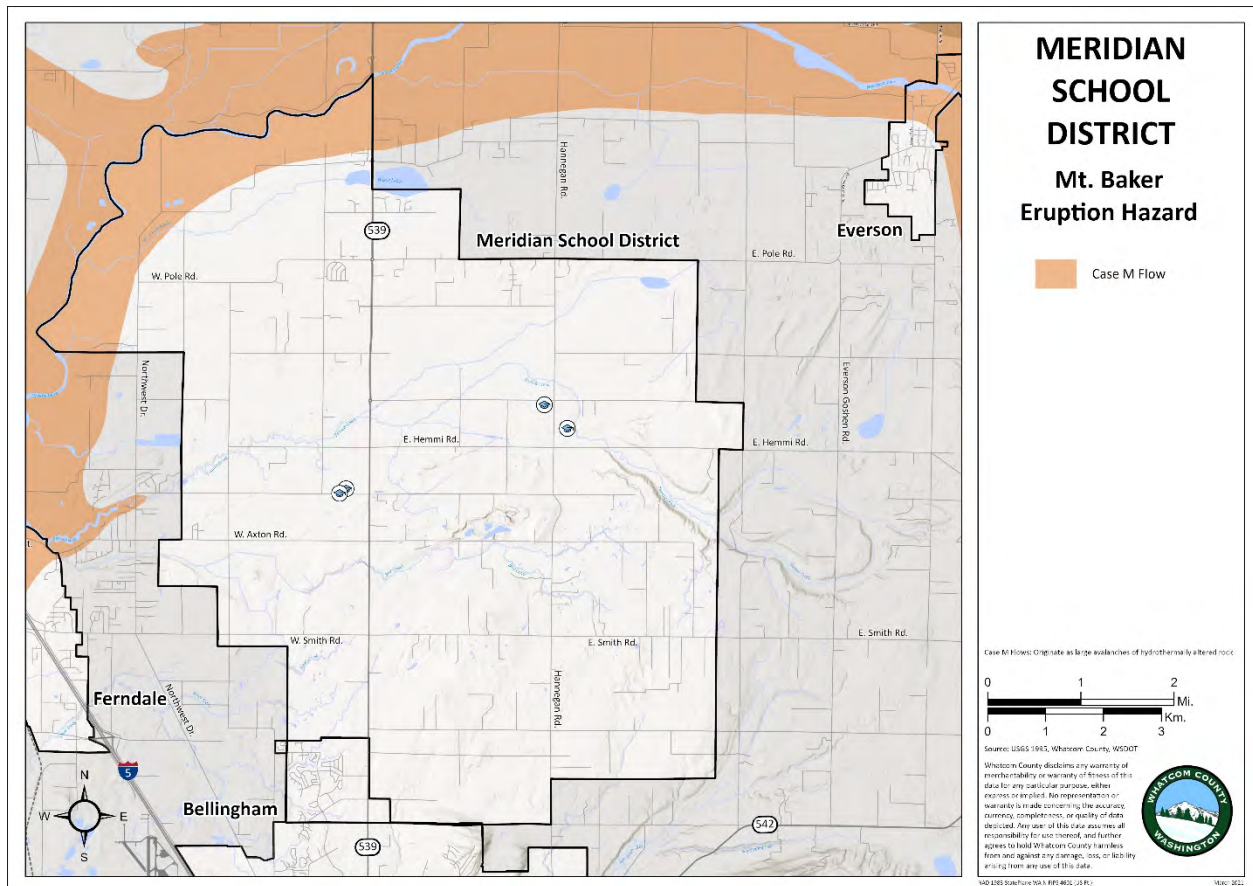 MERIDIAN
SCHOOL
DISTRICT
Mt. Baker
Eruption Hazard
Case M Flow
Hannegan Rd.
539
Meridian School District
Everson
W. Pole Rd.
E. Pole Rd.
Northwest Dr.
Everson Goshen Rd.
E. Hemmi Rd.
E. Hemmi Rd.
W. Axton Rd.
W. Smith Rd.
E. Smith Rd.
E. Smith Rd.
Ferndale
Northwest Dr.
Hannegan Rd.
5
Bellingham
539
542
N
W
E
S
Case M Flows: Originate as large avalanches of hydrothermally altered rock
0 1 2
Mi.
Km.
0 1 2 3
Source: USGS 1995, Whatcom County, WSDOT
Whatcom County disclaims any warranty of
merchantability or warranty of fitness of this
data for any particular purpose, either
express or implied. No representation or
warranty is made concerning the accuracy,
currency, completeness, or quality of data
depicted. Any user of this data assumes all
responsibility for use thereof, and further
agrees to hold Whatcom County harmless
from and against any damage, loss, or liability
arising from any use of this data.
WHATCOM COUNTY
WASHINGTON
March 2021